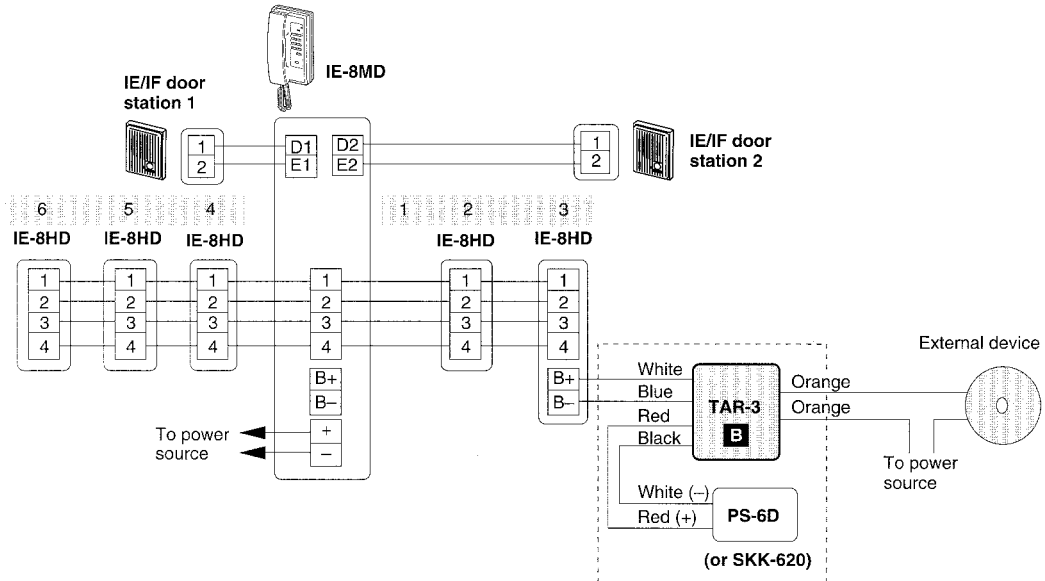 IE-8MD
IE/IF door
station 1
1
2
D1
E1
D2
E2
1
2
IE/IF door
station 2
6
5
4
1
2
3
IE-8HD
IE-8HD
IE-8HD
IE-8HD
IE-8HD
1 1 1 1 1 1
2 2 2 2 2 2
3 3 3 3 3 3
4 4 4 4 4 4
B+
B−
+
−
To power
source
B+
B−
White
Blue
Red
Black
TAR-3
B
Orange
Orange
External device
To power
source
White (−)
Red (+)
PS-6D
(or SKK-620)